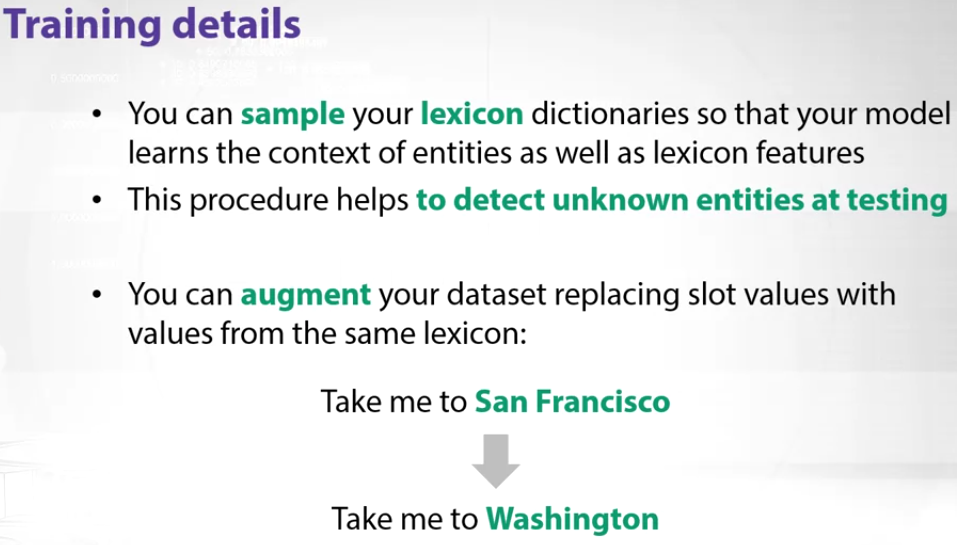 Training details
• You can sample your lexicon dictionaries so that your model
learns the context of entities as well as lexicon features
• This procedure helps to detect unknown entities at testing
• You can augment your dataset replacing slot values with
values from the same lexicon:
Take me to San Francisco
Take me to Washington